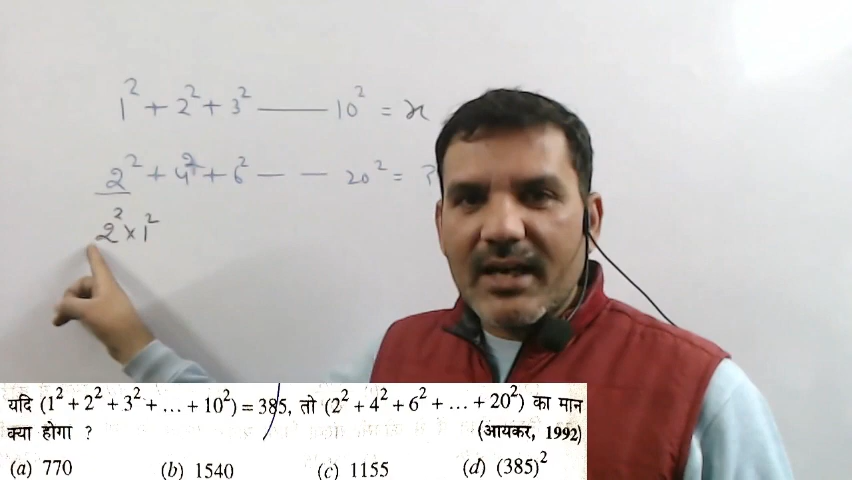 1² + 2² + 3² —— 10² = x
2² + 4² + 6² — — 20² = ?
2² × 1²
यदि (1² + 2² + 3² + ... + 10²) = 385, तो (2² + 4² + 6² + ... + 20²) का मान
क्या होगा ? (आयकर, 1992)
(a) 770 (b) 1540 (c) 1155 (d) (385)²